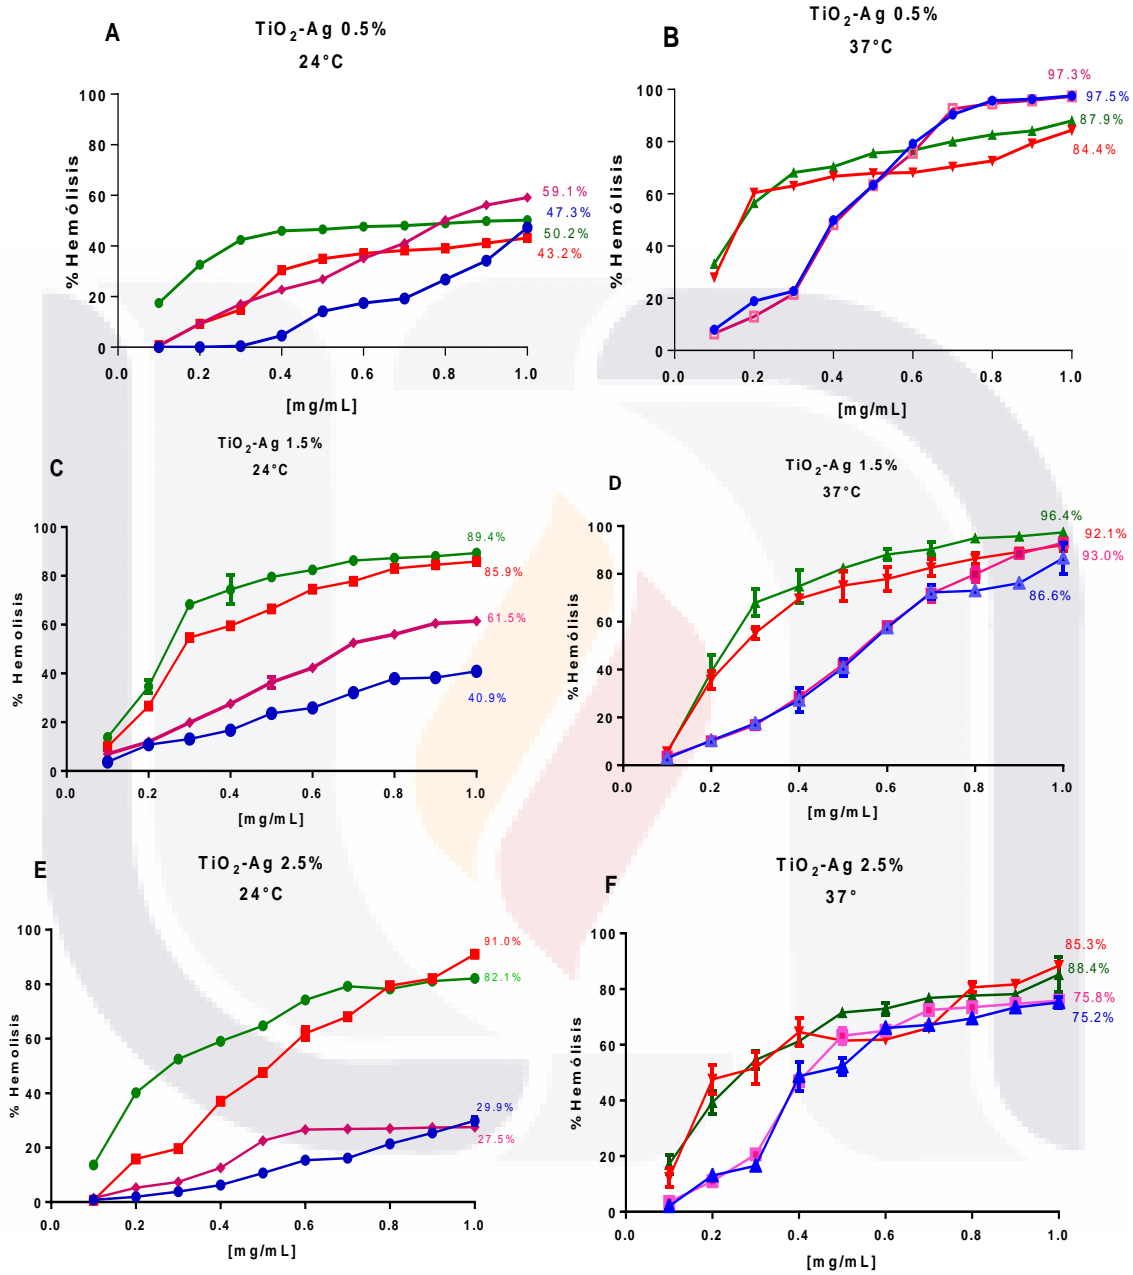 A
TiO2-Ag 0.5%
24°C
% Hemólisis
100
80
60
40
20
0
0.0 0.2 0.4 0.6 0.8 1.0
[mg/mL]
59.1%
47.3%
50.2%
43.2%
B
TiO2-Ag 0.5%
37°C
% Hemólisis
100
80
60
40
20
0
0.0 0.2 0.4 0.6 0.8 1.0
[mg/mL]
97.3%
97.5%
87.9%
84.4%
C
TiO2-Ag 1.5%
24°C
% Hemolisis
100
80
60
40
20
0
0.0 0.2 0.4 0.6 0.8 1.0
[mg/mL]
89.4%
85.9%
61.5%
40.9%
D
TiO2-Ag 1.5%
37°C
% Hemólisis
100
80
60
40
20
0
0.0 0.2 0.4 0.6 0.8 1.0
[mg/mL]
96.4%
92.1%
93.0%
86.6%
E
TiO2-Ag 2.5%
24°C
% Hemólisis
100
80
60
40
20
0
0.0 0.2 0.4 0.6 0.8 1.0
[mg/mL]
91.0%
82.1%
29.9%
27.5%
F
TiO2-Ag 2.5%
37°
% Hemólisis
100
80
60
40
20
0
0.0 0.2 0.4 0.6 0.8 1.0
[mg/mL]
85.3%
88.4%
75.8%
75.2%